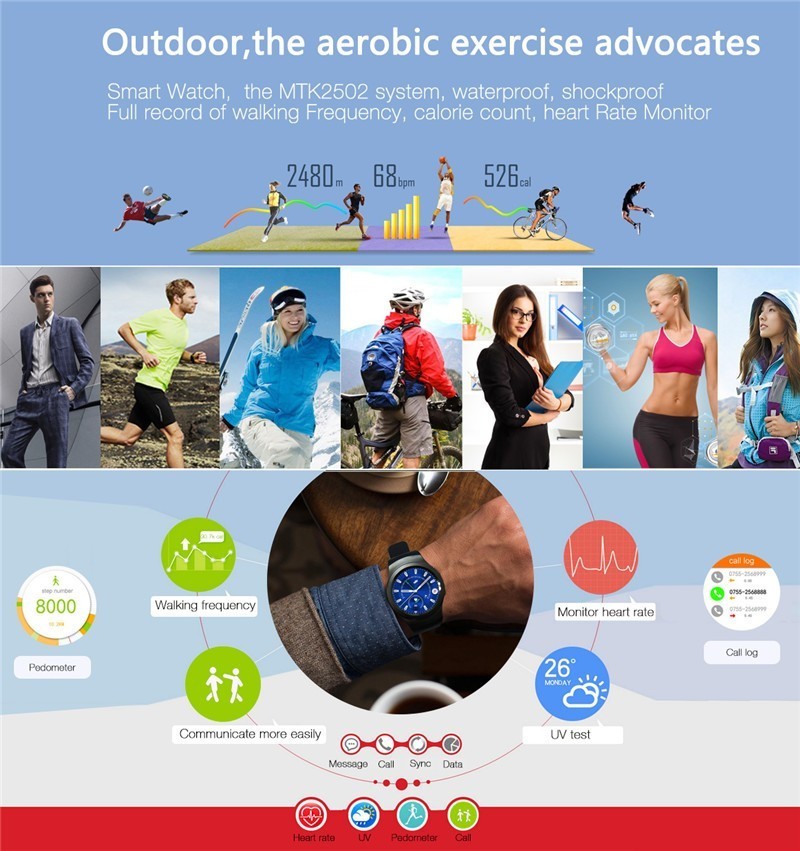 Outdoor,the aerobic exercise advocates
Smart Watch, the MTK2502 system, waterproof, shockproof
Full record of walking Frequency, calorie count, heart Rate Monitor
2480m 68bpm 526cal
step number
8000
Pedometer
Walking frequency
Communicate more easily
Monitor heart rate
26°
MONDAY
UV test
call log
0755-2568999
0755-2568888
0755-2568999
Call log
Message Call Sync Data
Heart rate UV Pedometer Call